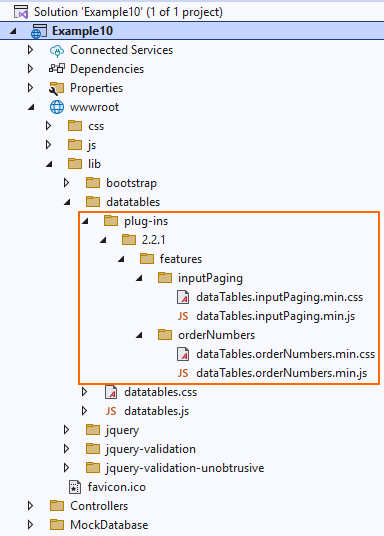 Solution 'Example10' (1 of 1 project)
Example10
Connected Services
Dependencies
Properties
wwwroot
css
js
lib
bootstrap
datatables
plug-ins
2.2.1
features
inputPaging
dataTables.inputPaging.min.css
JS dataTables.inputPaging.min.js
orderNumbers
dataTables.orderNumbers.min.css
JS dataTables.orderNumbers.min.js
datatables.css
JS datatables.js
jquery
jquery-validation
jquery-validation-unobtrusive
favicon.ico
Controllers
MockDatabase